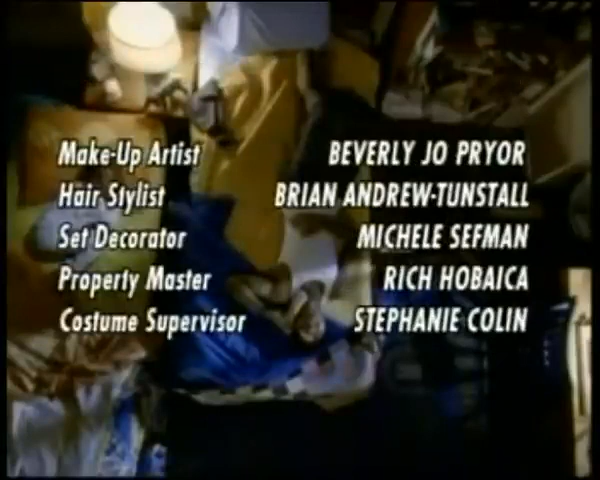 Make-Up Artist BEVERLY JO PRYOR
Hair Stylist BRIAN ANDREW-TUNSTALL
Set Decorator MICHELE SEFMAN
Property Master RICH HOBAICA
Costume Supervisor STEPHANIE COLIN